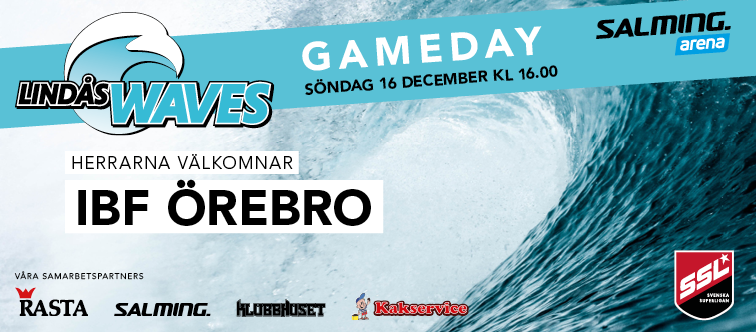 LINDÅS WAVES
GAMEDAY
SÖNDAG 16 DECEMBER KL 16.00
SALMING.
arena
HERRARNA VÄLKOMNAR
IBF ÖREBRO
VÅRA SAMARBETSPARTNERS
RASTA SALMING. KLUBBHUSET Kakservice
SSL
SVENSKA
SUPERLIGAN